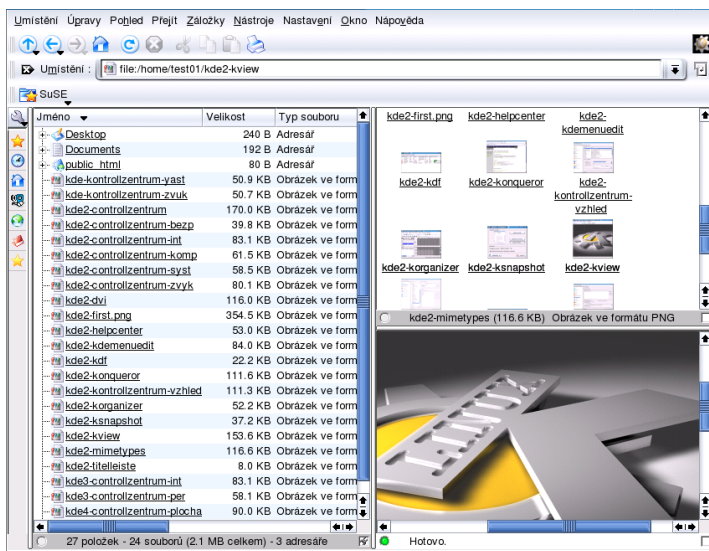 Umístění Úpravy Pohled Přejít Záložky Nástroje Nastavení Okno Nápověda
Umístění : file:/home/test01/kde2-kview
SuSE
Jméno Velikost Typ souboru
Desktop 240 B Adresář
Documents 192 B Adresář
public_html 80 B Adresář
kde-kontrollzentrum-yast 50.9 KB Obrázek ve form
kde-kontrollzentrum-zvuk 50.7 KB Obrázek ve form
kde2-controllzentrum 170.0 KB Obrázek ve form
kde2-controllzentrum-bezp 39.8 KB Obrázek ve form
kde2-controllzentrum-int 83.1 KB Obrázek ve form
kde2-controllzentrum-komp 61.5 KB Obrázek ve form
kde2-controllzentrum-syst 58.5 KB Obrázek ve form
kde2-controllzentrum-zvyk 80.1 KB Obrázek ve form
kde2-dvi 116.0 KB Obrázek ve form
kde2-first.png 354.5 KB Obrázek ve form
kde2-helpcenter 53.0 KB Obrázek ve form
kde2-kdemenuedit 84.0 KB Obrázek ve form
kde2-kdf 22.2 KB Obrázek ve form
kde2-konqueror 111.6 KB Obrázek ve form
kde2-kontrollzentrum-vzhled 111.3 KB Obrázek ve form
kde2-korganizer 52.2 KB Obrázek ve form
kde2-ksnapshot 37.2 KB Obrázek ve form
kde2-kview 153.6 KB Obrázek ve form
kde2-mimetypes 116.6 KB Obrázek ve form
kde2-titelleiste 8.0 KB Obrázek ve form
kde3-controllzentrum-int 83.1 KB Obrázek ve form
kde3-controllzentrum-per 58.1 KB Obrázek ve form
kde4-controllzentrum-plocha 90.0 KB Obrázek ve form
27 položek - 24 souborů (2.1 MB celkem) - 3 adresáře
kde2-first.png kde2-helpcenter kde2-
kdemenuedit
kde2-kdf kde2-konqueror kde2-
kontrollzentrum-
vzhled
kde2-korganizer kde2-ksnapshot kde2-kview
kde2-mimetypes (116.6 KB) Obrázek ve formátu PNG
LINUX
Hotovo.